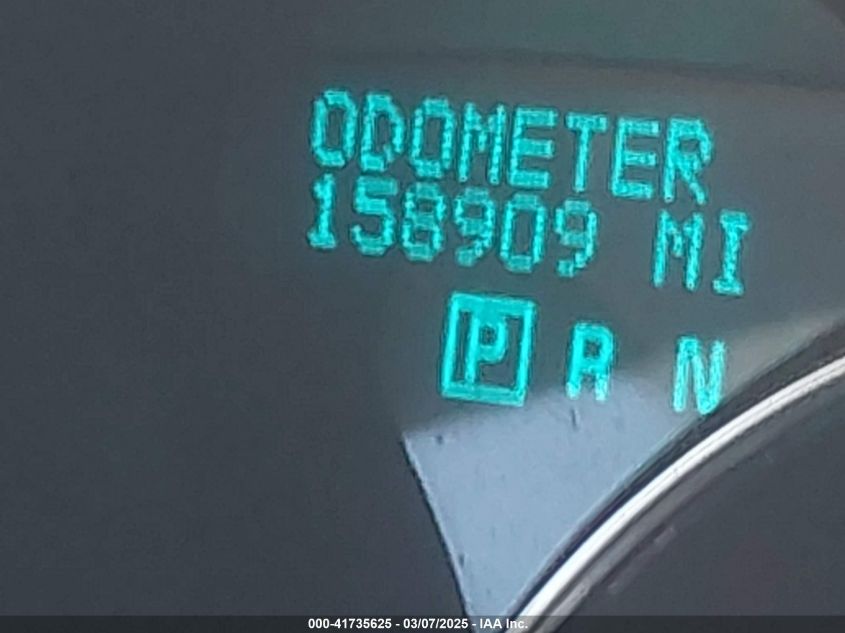 ODOMETER
158909 MI
P R N
000-41735625 - 03/07/2025 - IAA Inc.